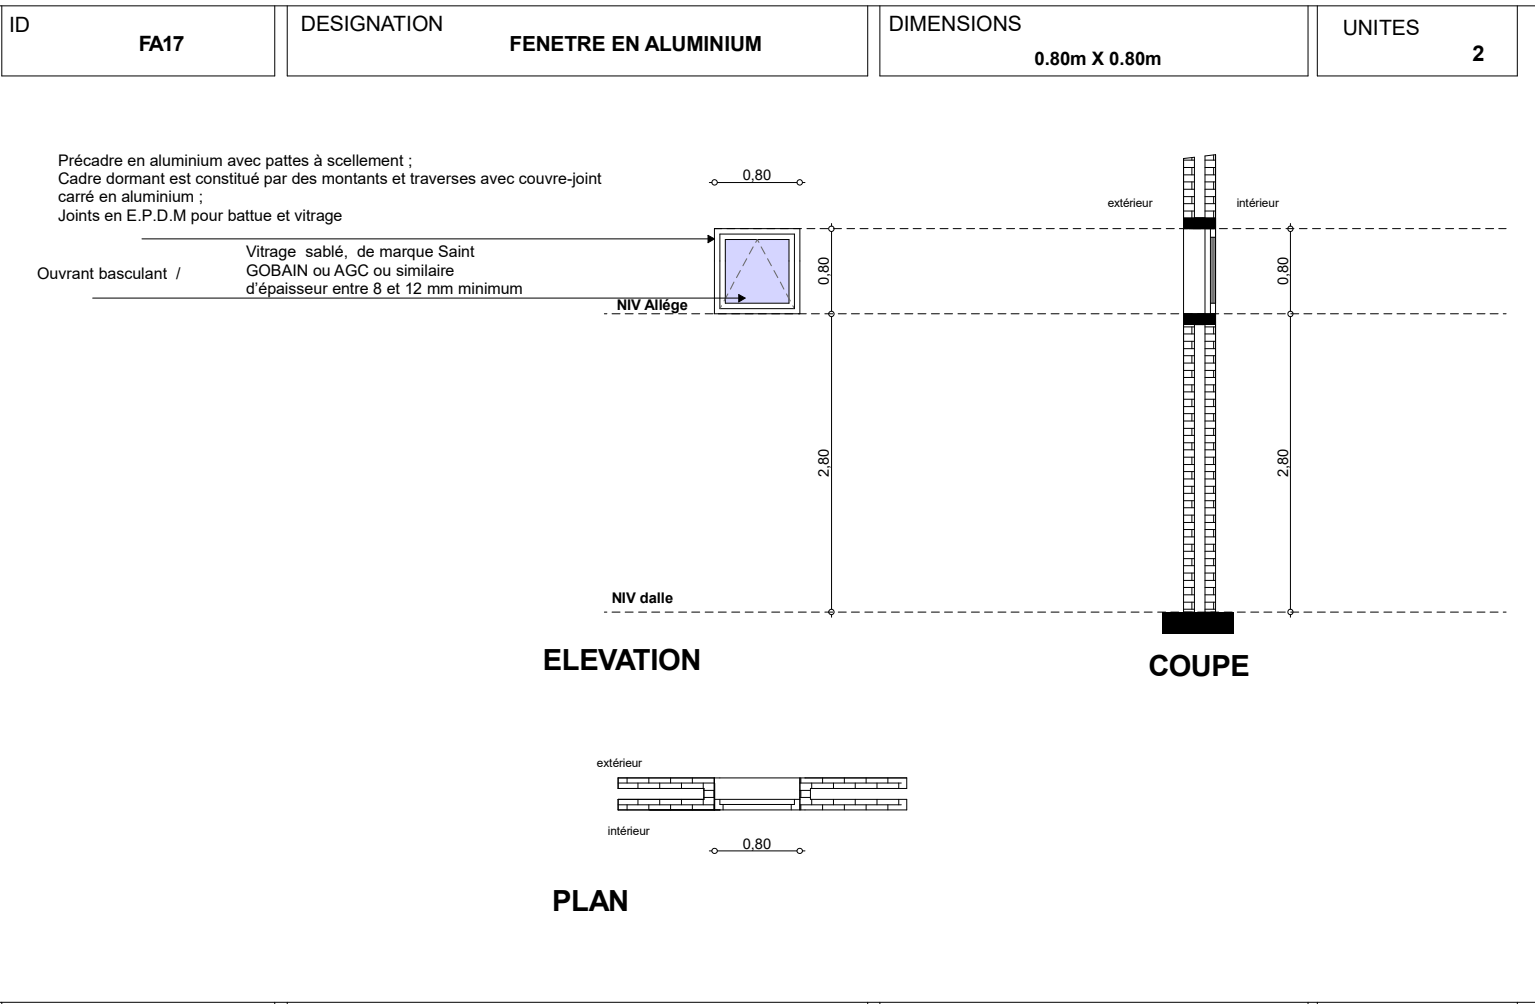 ID
FA17
DESIGNATION
FENETRE EN ALUMINIUM
DIMENSIONS
0.80m X 0.80m
UNITES
2
Précadre en aluminium avec pattes à scellement ;
Cadre dormant est constitué par des montants et traverses avec couvre-joint
carré en aluminium ;
Joints en E.P.D.M pour battue et vitrage
Ouvrant basculant /
Vitrage sablé, de marque Saint
GOBAIN ou AGC ou similaire
d'épaisseur entre 8 et 12 mm minimum
0,80
0,80
NIV Allége
2,80
NIV dalle
ELEVATION
extérieur
intérieur
0,80
2,80
COUPE
extérieur
intérieur
0,80
PLAN